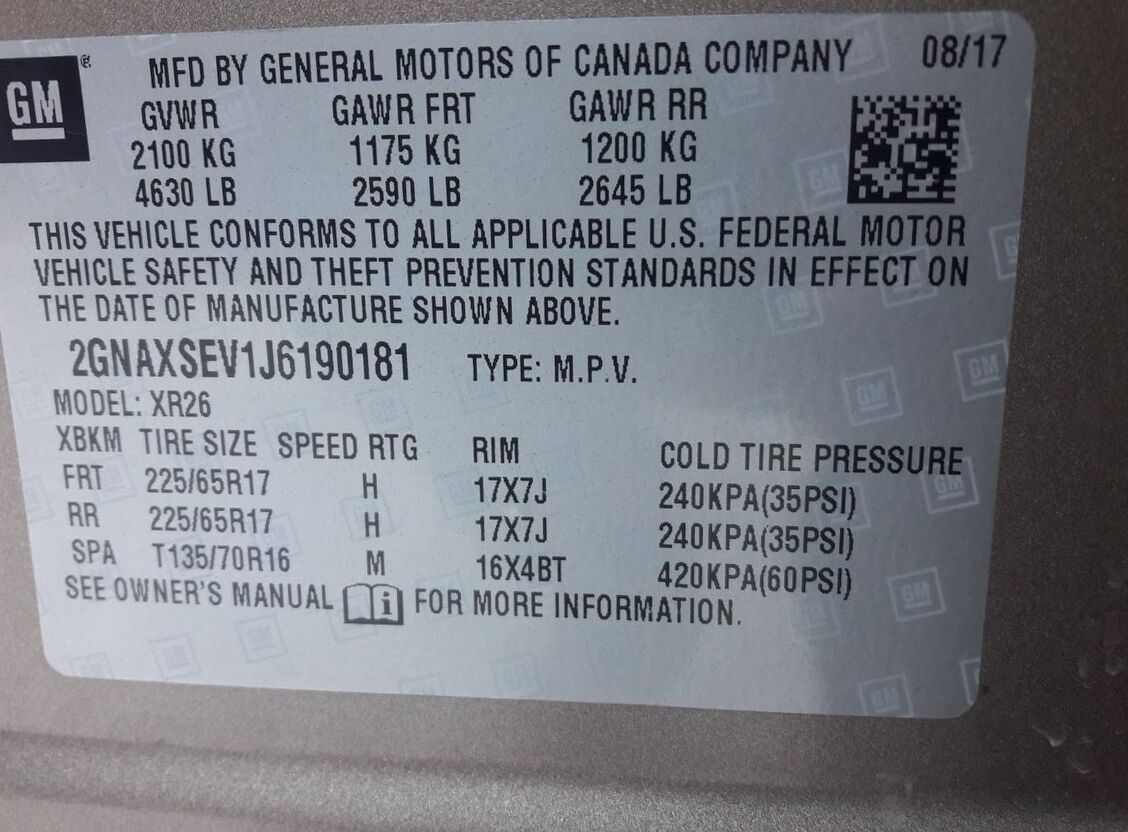 GM® MFD BY GENERAL MOTORS OF CANADA COMPANY 08/17
GVWR GAWR FRT GAWR RR
2100 KG 1175 KG 1200 KG
4630 LB 2590 LB 2645 LB
THIS VEHICLE CONFORMS TO ALL APPLICABLE U.S. FEDERAL MOTOR
VEHICLE SAFETY AND THEFT PREVENTION STANDARDS IN EFFECT ON
THE DATE OF MANUFACTURE SHOWN ABOVE.
2GNAXSEV1J6190181 TYPE: M.P.V.
MODEL: XR26
XBKM TIRE SIZE SPEED RTG RIM COLD TIRE PRESSURE
FRT 225/65R17 H 17X7J 240KPA(35PSI)
RR 225/65R17 H 17X7J 240KPA(35PSI)
SPA T135/70R16 M 16X4BT 420KPA(60PSI)
SEE OWNER'S MANUAL i FOR MORE INFORMATION.